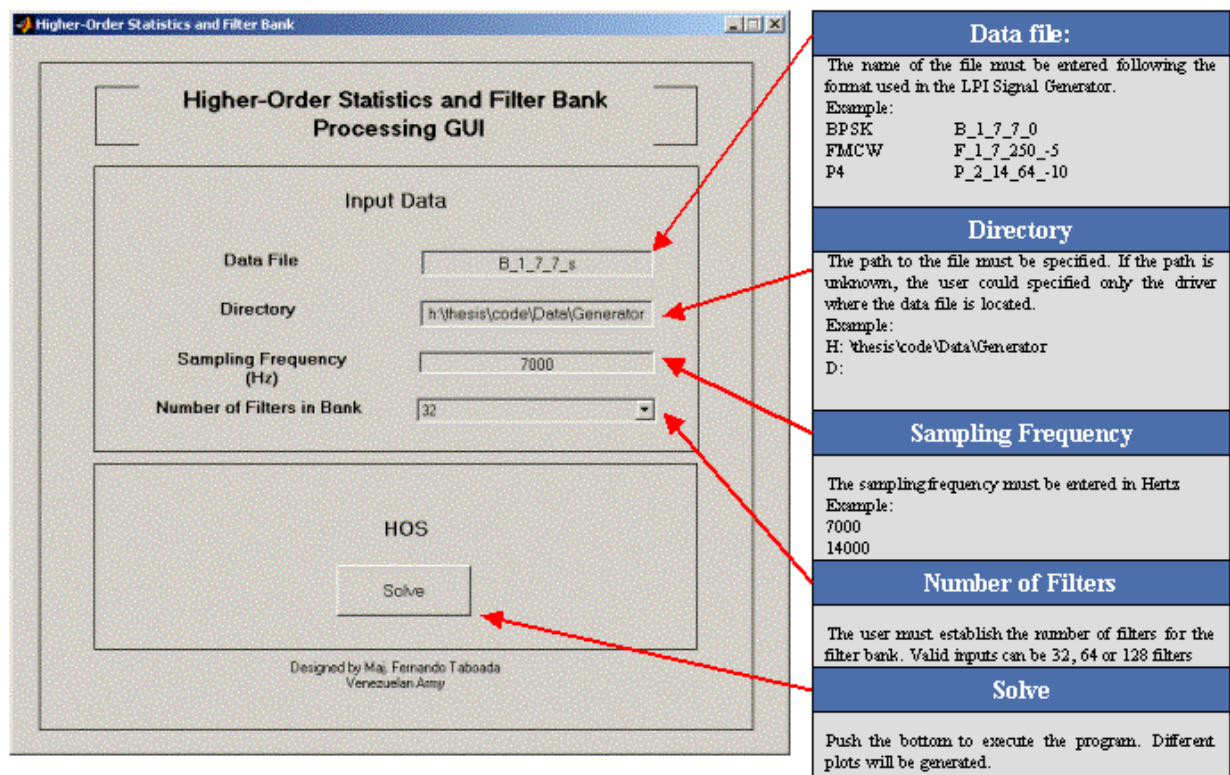 Higher-Order Statistics and Filter Bank
Higher-Order Statistics and Filter Bank
Processing GUI
Input Data
Data File
B_1_7_7_s
Directory
h:\thesis\code\Data\Generator
Sampling Frequency
(Hz)
7000
Number of Filters in Bank
32
HOS
Solve
Designed by Maj. Fernando Taboada
Venezuelan Army
Data file:
The name of the file must be entered following the
format used in the LPI Signal Generator.
Example:
BPSK B_1_7_7_0
FMCW F_1_7_250_-5
P4 P_2_14_64_-10
Directory
The path to the file must be specified. If the path is
unknown, the user could specified only the driver
where the data file is located.
Example:
H: \thesis\code\Data\Generator
D:
Sampling Frequency
The sampling frequency must be entered in Hertz
Example:
7000
14000
Number of Filters
The user must establish the number of filters for the
filter bank. Valid inputs can be 32, 64 or 128 filters
Solve
Push the bottom to execute the program. Different
plots will be generated.